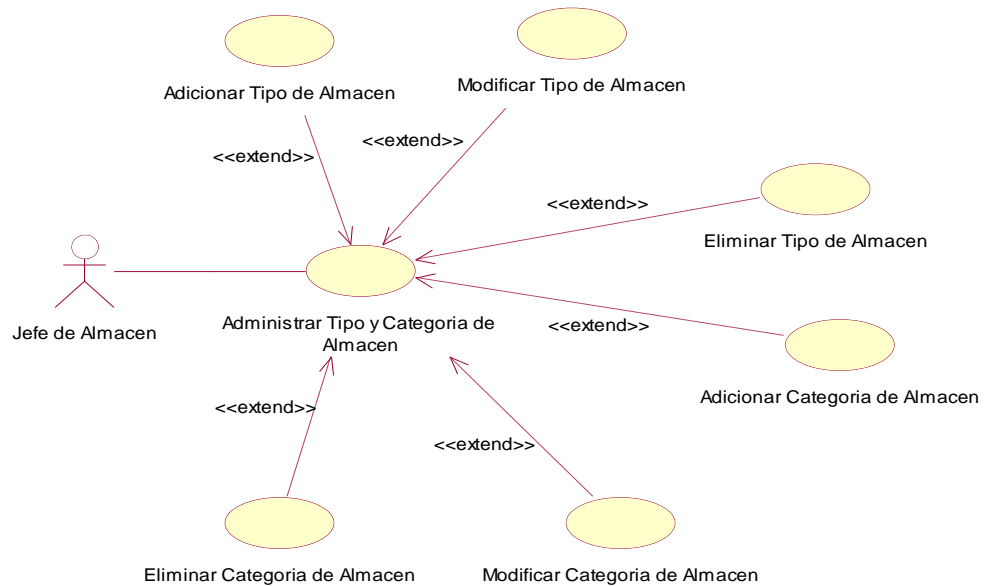 Adicionar Tipo de Almacen
Modificar Tipo de Almacen
<<extend>>
<<extend>>
<<extend>>
Eliminar Tipo de Almacen
Jefe de Almacen
Administrar Tipo y Categoria de
Almacen
<<extend>>
Adicionar Categoria de Almacen
<<extend>>
<<extend>>
Eliminar Categoria de Almacen
Modificar Categoria de Almacen